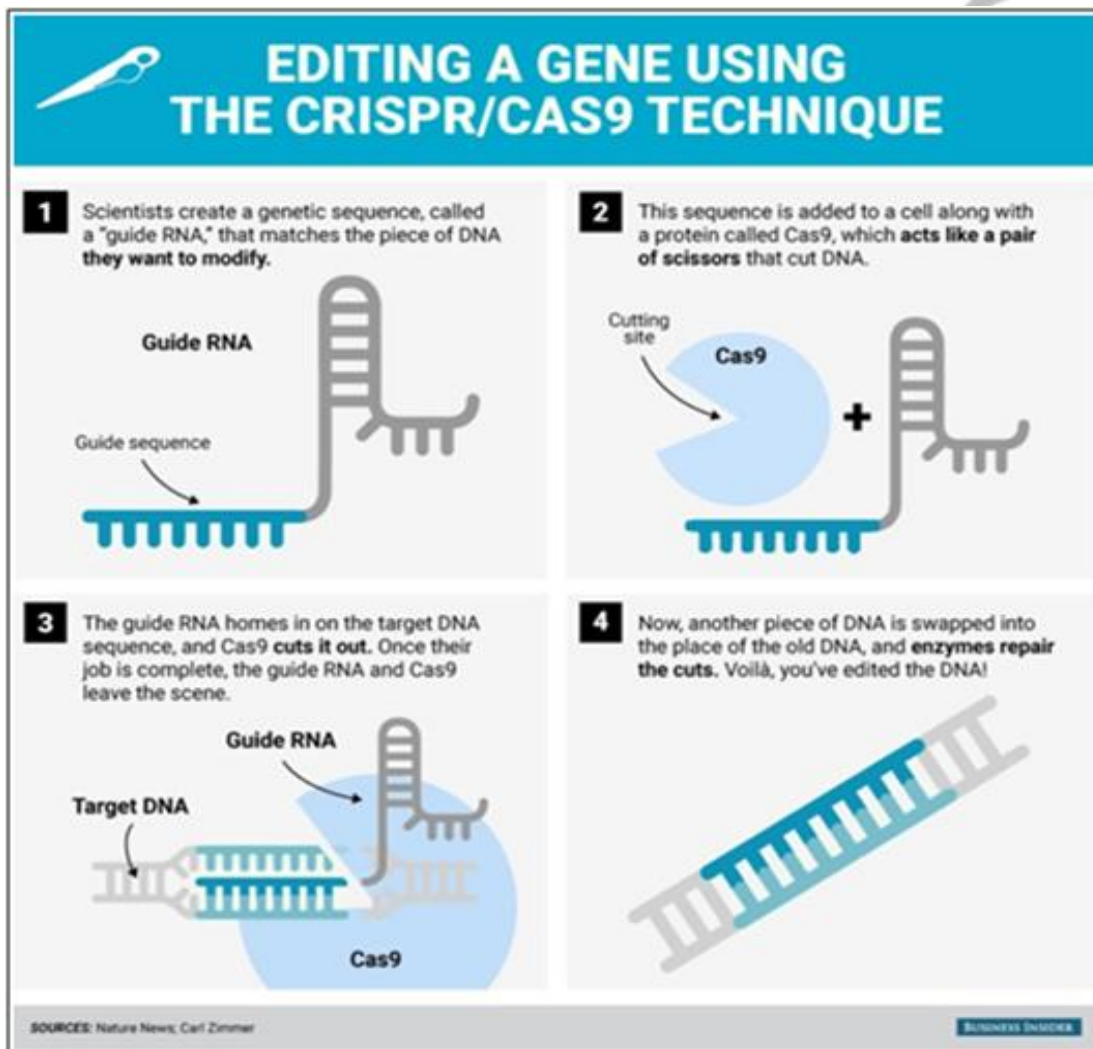 EDITING A GENE USING
THE CRISPR/CAS9 TECHNIQUE
1
Scientists create a genetic sequence, called
a "guide RNA," that matches the piece of DNA
they want to modify.
Guide RNA
Guide sequence
2
This sequence is added to a cell along with
a protein called Cas9, which acts like a pair
of scissors that cut DNA.
Cutting
site
Cas9
+
3
The guide RNA homes in on the target DNA
sequence, and Cas9 cuts it out. Once their
job is complete, the guide RNA and Cas9
leave the scene.
Guide RNA
Target DNA
Cas9
4
Now, another piece of DNA is swapped into
the place of the old DNA, and enzymes repair
the cuts. Voilà, you've edited the DNA!
SOURCES: Nature News; Carl Zimmer
BUSINESS INSIDER